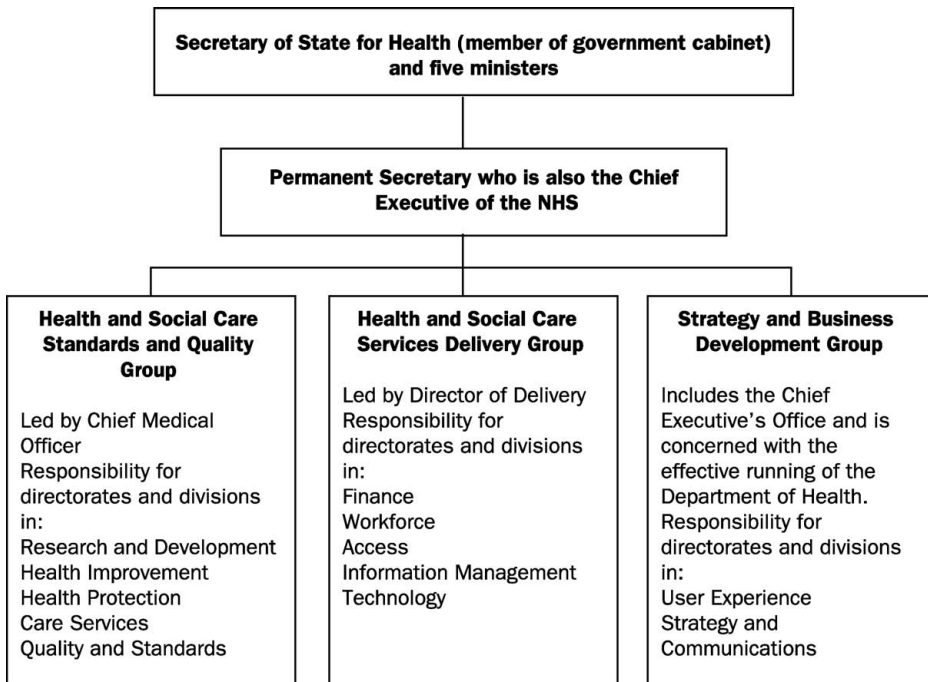 Secretary of State for Health (member of government cabinet)
and five ministers
Permanent Secretary who is also the Chief
Executive of the NHS
Health and Social Care
Standards and Quality
Group
Led by Chief Medical
Officer
Responsibility for
directorates and divisions
in:
Research and Development
Health Improvement
Health Protection
Care Services
Quality and Standards
Health and Social Care
Services Delivery Group
Led by Director of Delivery
Responsibility for
directorates and divisions
in:
Finance
Workforce
Access
Information Management
Technology
Strategy and Business
Development Group
Includes the Chief
Executive’s Office and is
concerned with the
effective running of the
Department of Health.
Responsibility for
directorates and divisions
in:
User Experience
Strategy and
Communications